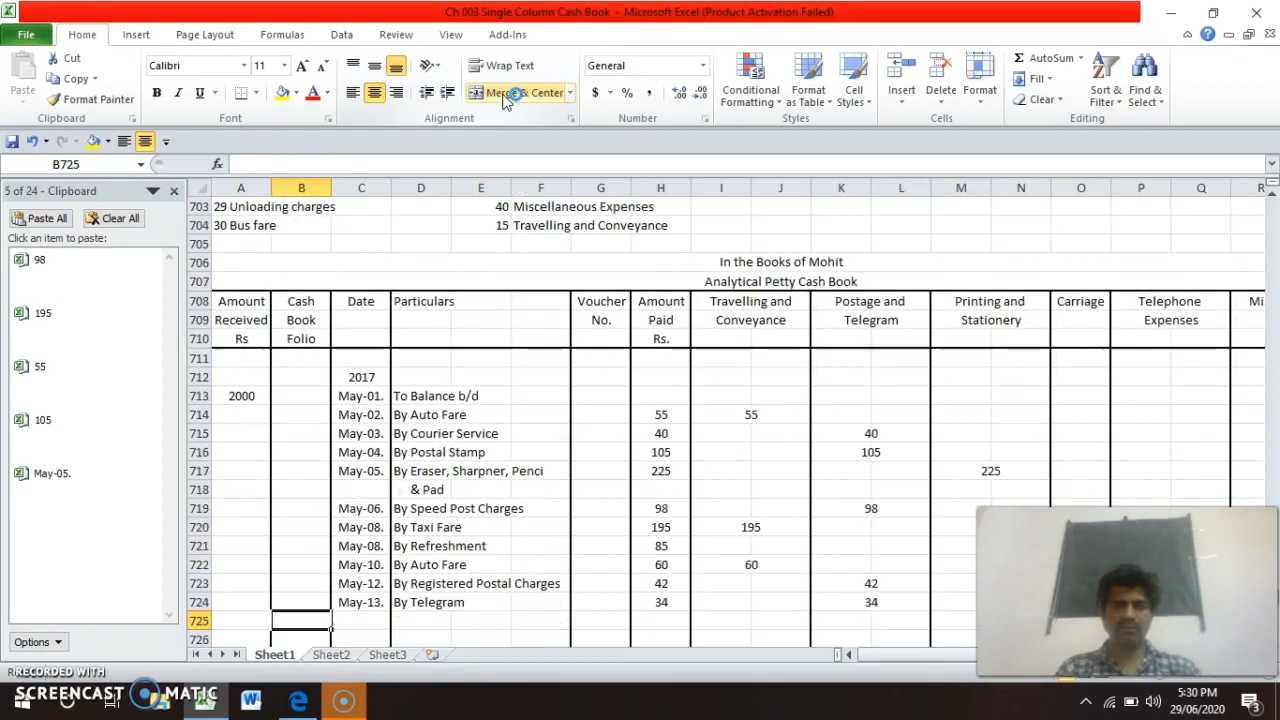 Ch 003 Single Column Cash Book - Microsoft Excel (Product Activation Failed)
File Home Insert Page Layout Formulas Data Review View Add-Ins
Cut
Copy
Format Painter
Paste
Clipboard
Calibri 11
B I U A
Font
Wrap Text
Merge & Center
Alignment
General
$ % ,
Number
Conditional Formatting
Format as Table
Cell Styles
Styles
Insert Delete Format
Cells
AutoSum
Fill
Clear
Sort & Filter
Find & Select
Editing
B725 fx
5 of 24 - Clipboard
Paste All Clear All
Click an item to paste:
98
195
55
105
May-05.
Options
A B C D E F G H I J K L M N O P Q R
703 29 Unloading charges 40 Miscellaneous Expenses
704 30 Bus fare 15 Travelling and Conveyance
705
706 In the Books of Mohit
707 Analytical Petty Cash Book
708 Amount Cash Date Particulars Voucher Amount Travelling and Postage and Printing and Carriage Telephone Mi
709 Received Book No. Paid Conveyance Telegram Stationery Expenses
710 Rs Folio Rs.
711
712 2017
713 2000 May-01. To Balance b/d
714 May-02. By Auto Fare 55 55
715 May-03. By Courier Service 40 40
716 May-04. By Postal Stamp 105 105
717 May-05. By Eraser, Sharpner, Penci 225 225
718 & Pad
719 May-06. By Speed Post Charges 98 98
720 May-08. By Taxi Fare 195 195
721 May-08. By Refreshment 85
722 May-10. By Auto Fare 60 60
723 May-12. By Registered Postal Charges 42 42
724 May-13. By Telegram 34 34
725
726
Sheet1 Sheet2 Sheet3
RECORDED WITH
SCREENCAST MATIC
5:30 PM
29/06/2020
3